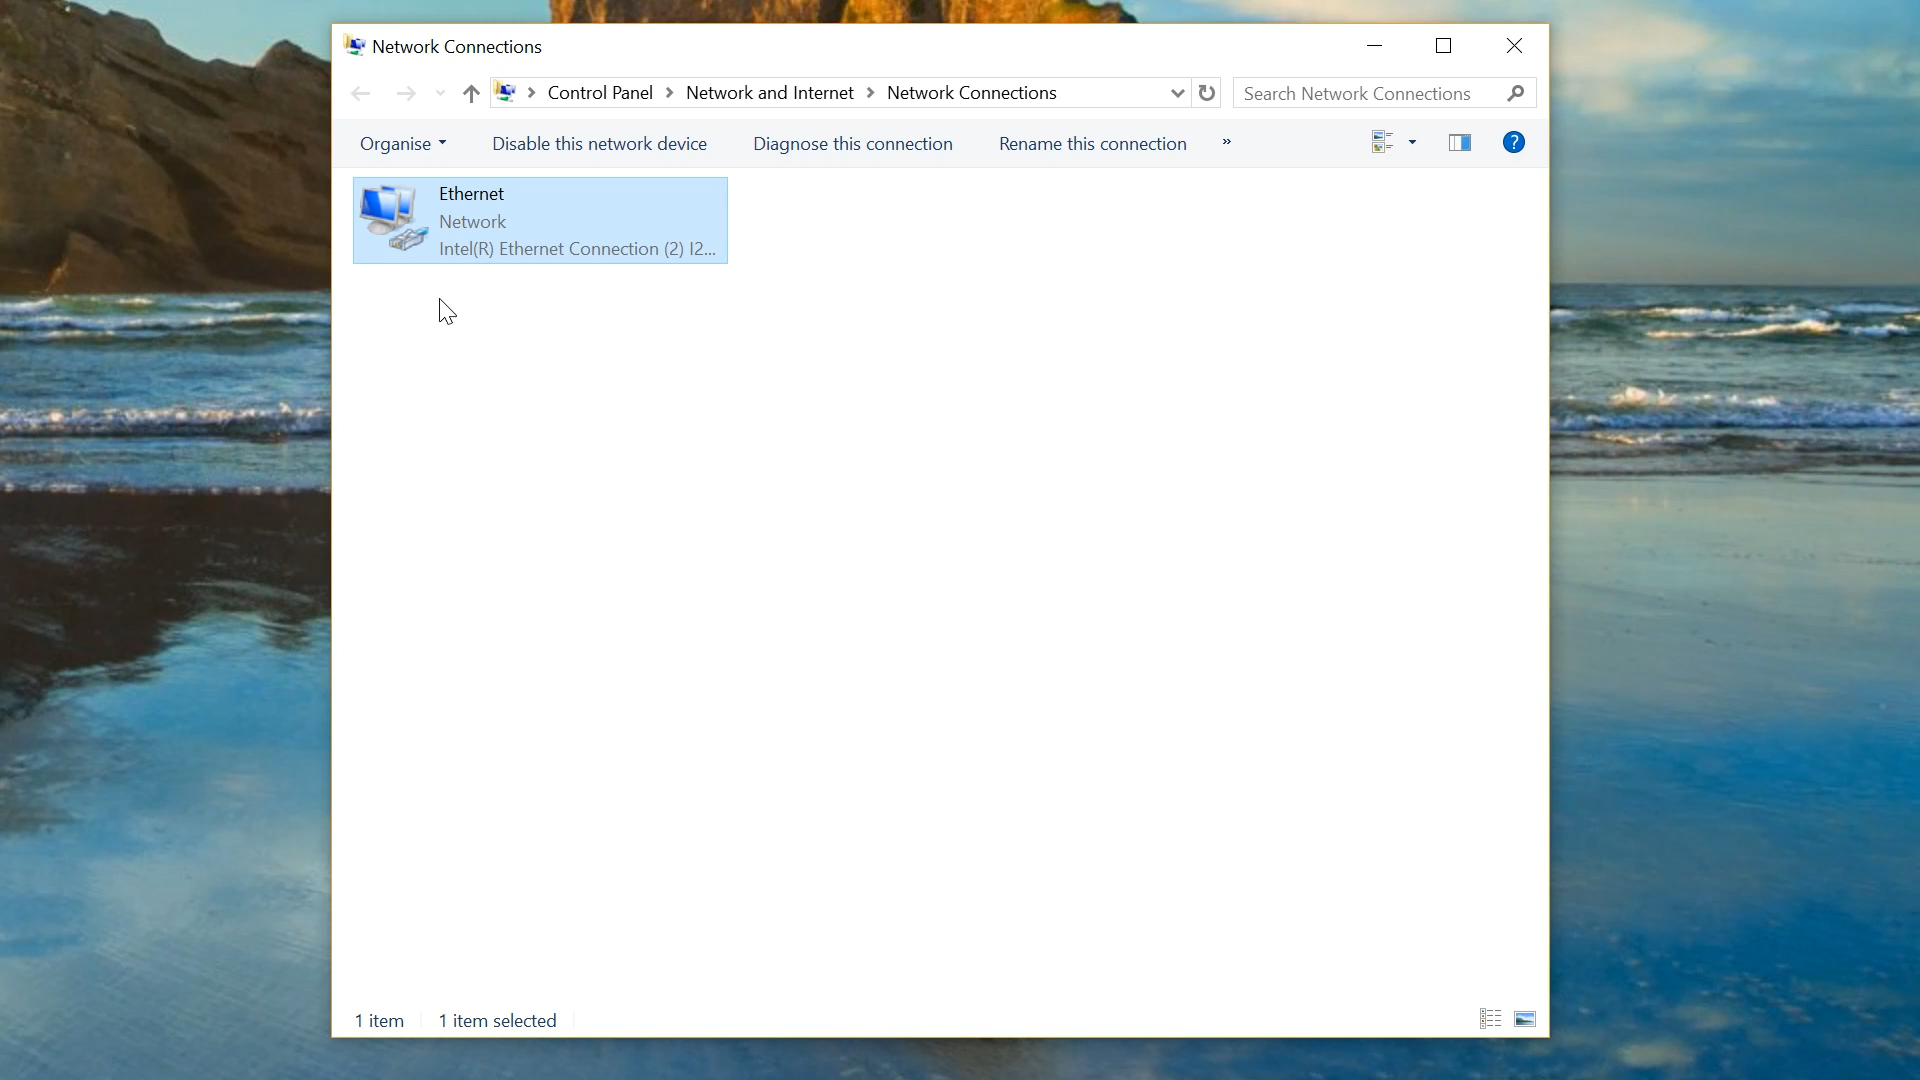 Network Connections
Control Panel > Network and Internet > Network Connections
Search Network Connections
Organise
Disable this network device
Diagnose this connection
Rename this connection
»
?
Ethernet
Network
Intel(R) Ethernet Connection (2) I2...
1 item
1 item selected